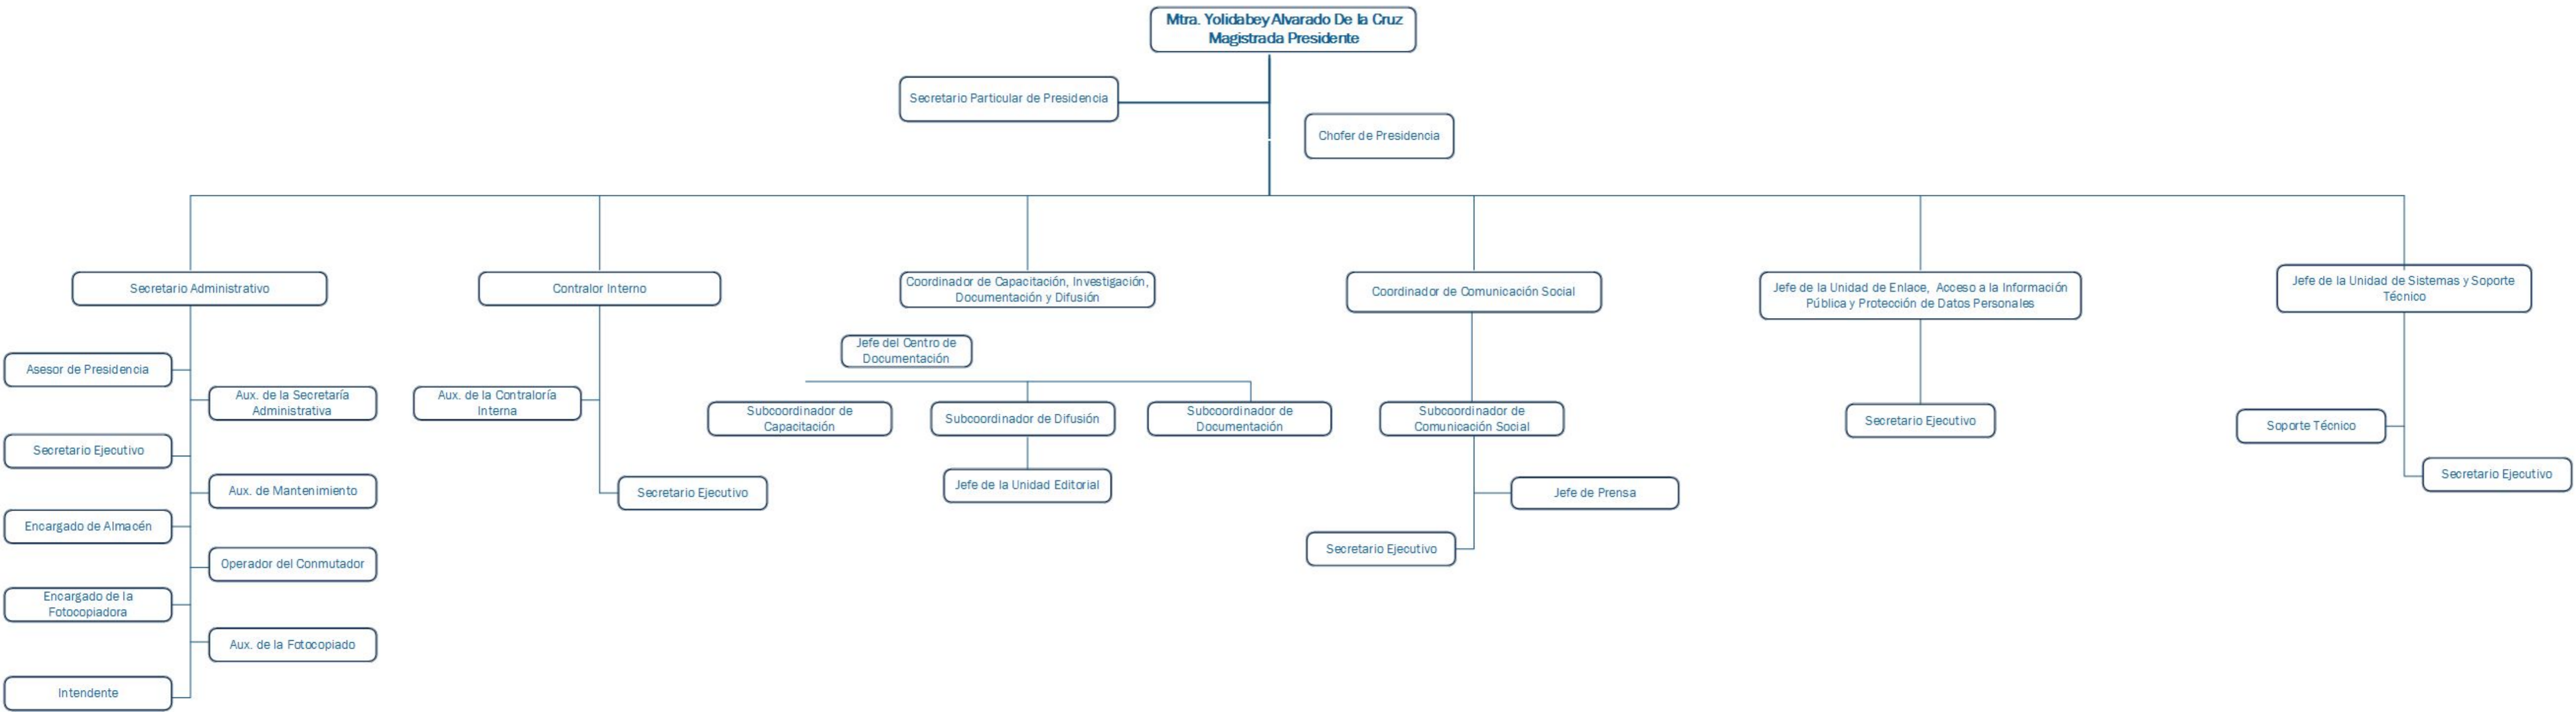 Mtra. Yolidabey Alvarado De la Cruz
Magistrada Presidente
Secretario Particular de Presidencia
Chofer de Presidencia
Secretario Administrativo
Asesor de Presidencia
Aux. de la Secretaría
Administrativa
Secretario Ejecutivo
Aux. de Mantenimiento
Encargado de Almacén
Operador del Conmutador
Encargado de la
Fotocopiadora
Aux. de la Fotocopiado
Intendente
Contralor Interno
Aux. de la Contraloría
Interna
Secretario Ejecutivo
Coordinador de Capacitación, Investigación,
Documentación y Difusión
Jefe del Centro de
Documentación
Subcoordinador de
Capacitación
Subcoordinador de Difusión
Subcoordinador de
Documentación
Jefe de la Unidad Editorial
Coordinador de Comunicación Social
Subcoordinador de
Comunicación Social
Jefe de Prensa
Secretario Ejecutivo
Jefe de la Unidad de Enlace, Acceso a la Información
Pública y Protección de Datos Personales
Secretario Ejecutivo
Jefe de la Unidad de Sistemas y Soporte
Técnico
Soporte Técnico
Secretario Ejecutivo